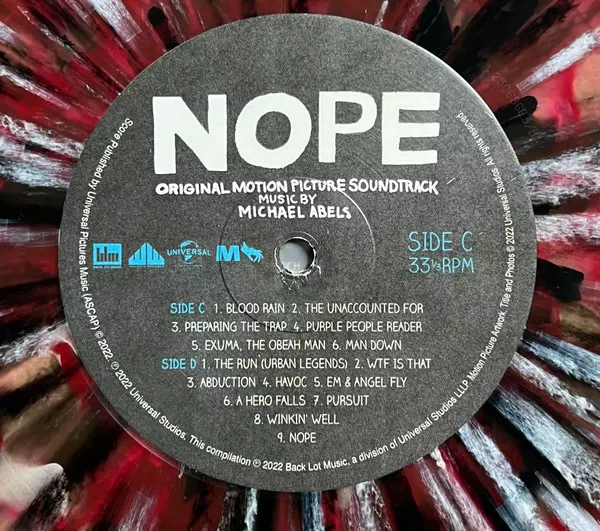 NOPE
ORIGINAL MOTION PICTURE SOUNDTRACK
MUSIC BY
MICHAEL ABELS
SIDE C
33⅓ RPM
UNIVERSAL
SIDE C 1. BLOOD RAIN 2. THE UNACCOUNTED FOR
3. PREPARING THE TRAP 4. PURPLE PEOPLE READER
5. EXUMA, THE OBEAH MAN 6. MAN DOWN
SIDE D 1. THE RUN (URBAN LEGENDS) 2. WTF IS THAT
3. ABDUCTION 4. HAVOC 5. EM & ANGEL FLY
6. A HERO FALLS 7. PURSUIT
8. WINKIN' WELL
9. NOPE
Score Published by Universal Pictures Music (ASCAP) © 2022. ℗ 2022 Universal Studios. This compilation ℗ 2022 Back Lot Music, a division of Universal Studios LLLP. Motion Picture Artwork, Title and Photos © 2022 Universal Studios. All rights reserved